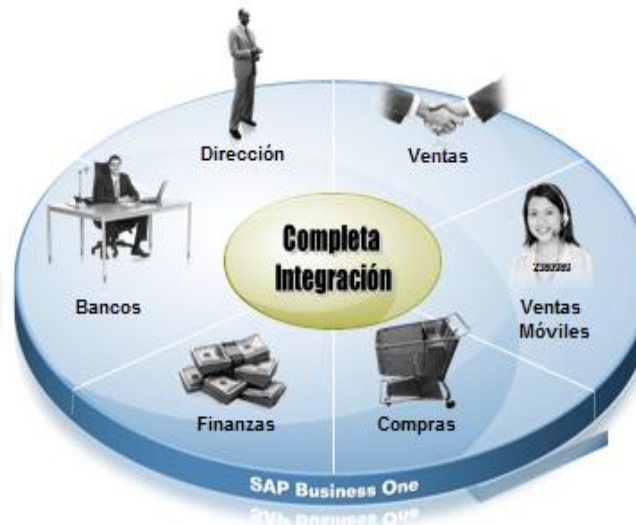 Dirección
Ventas
Completa
Integración
Bancos
Ventas
Móviles
Finanzas
Compras
SAP Business One